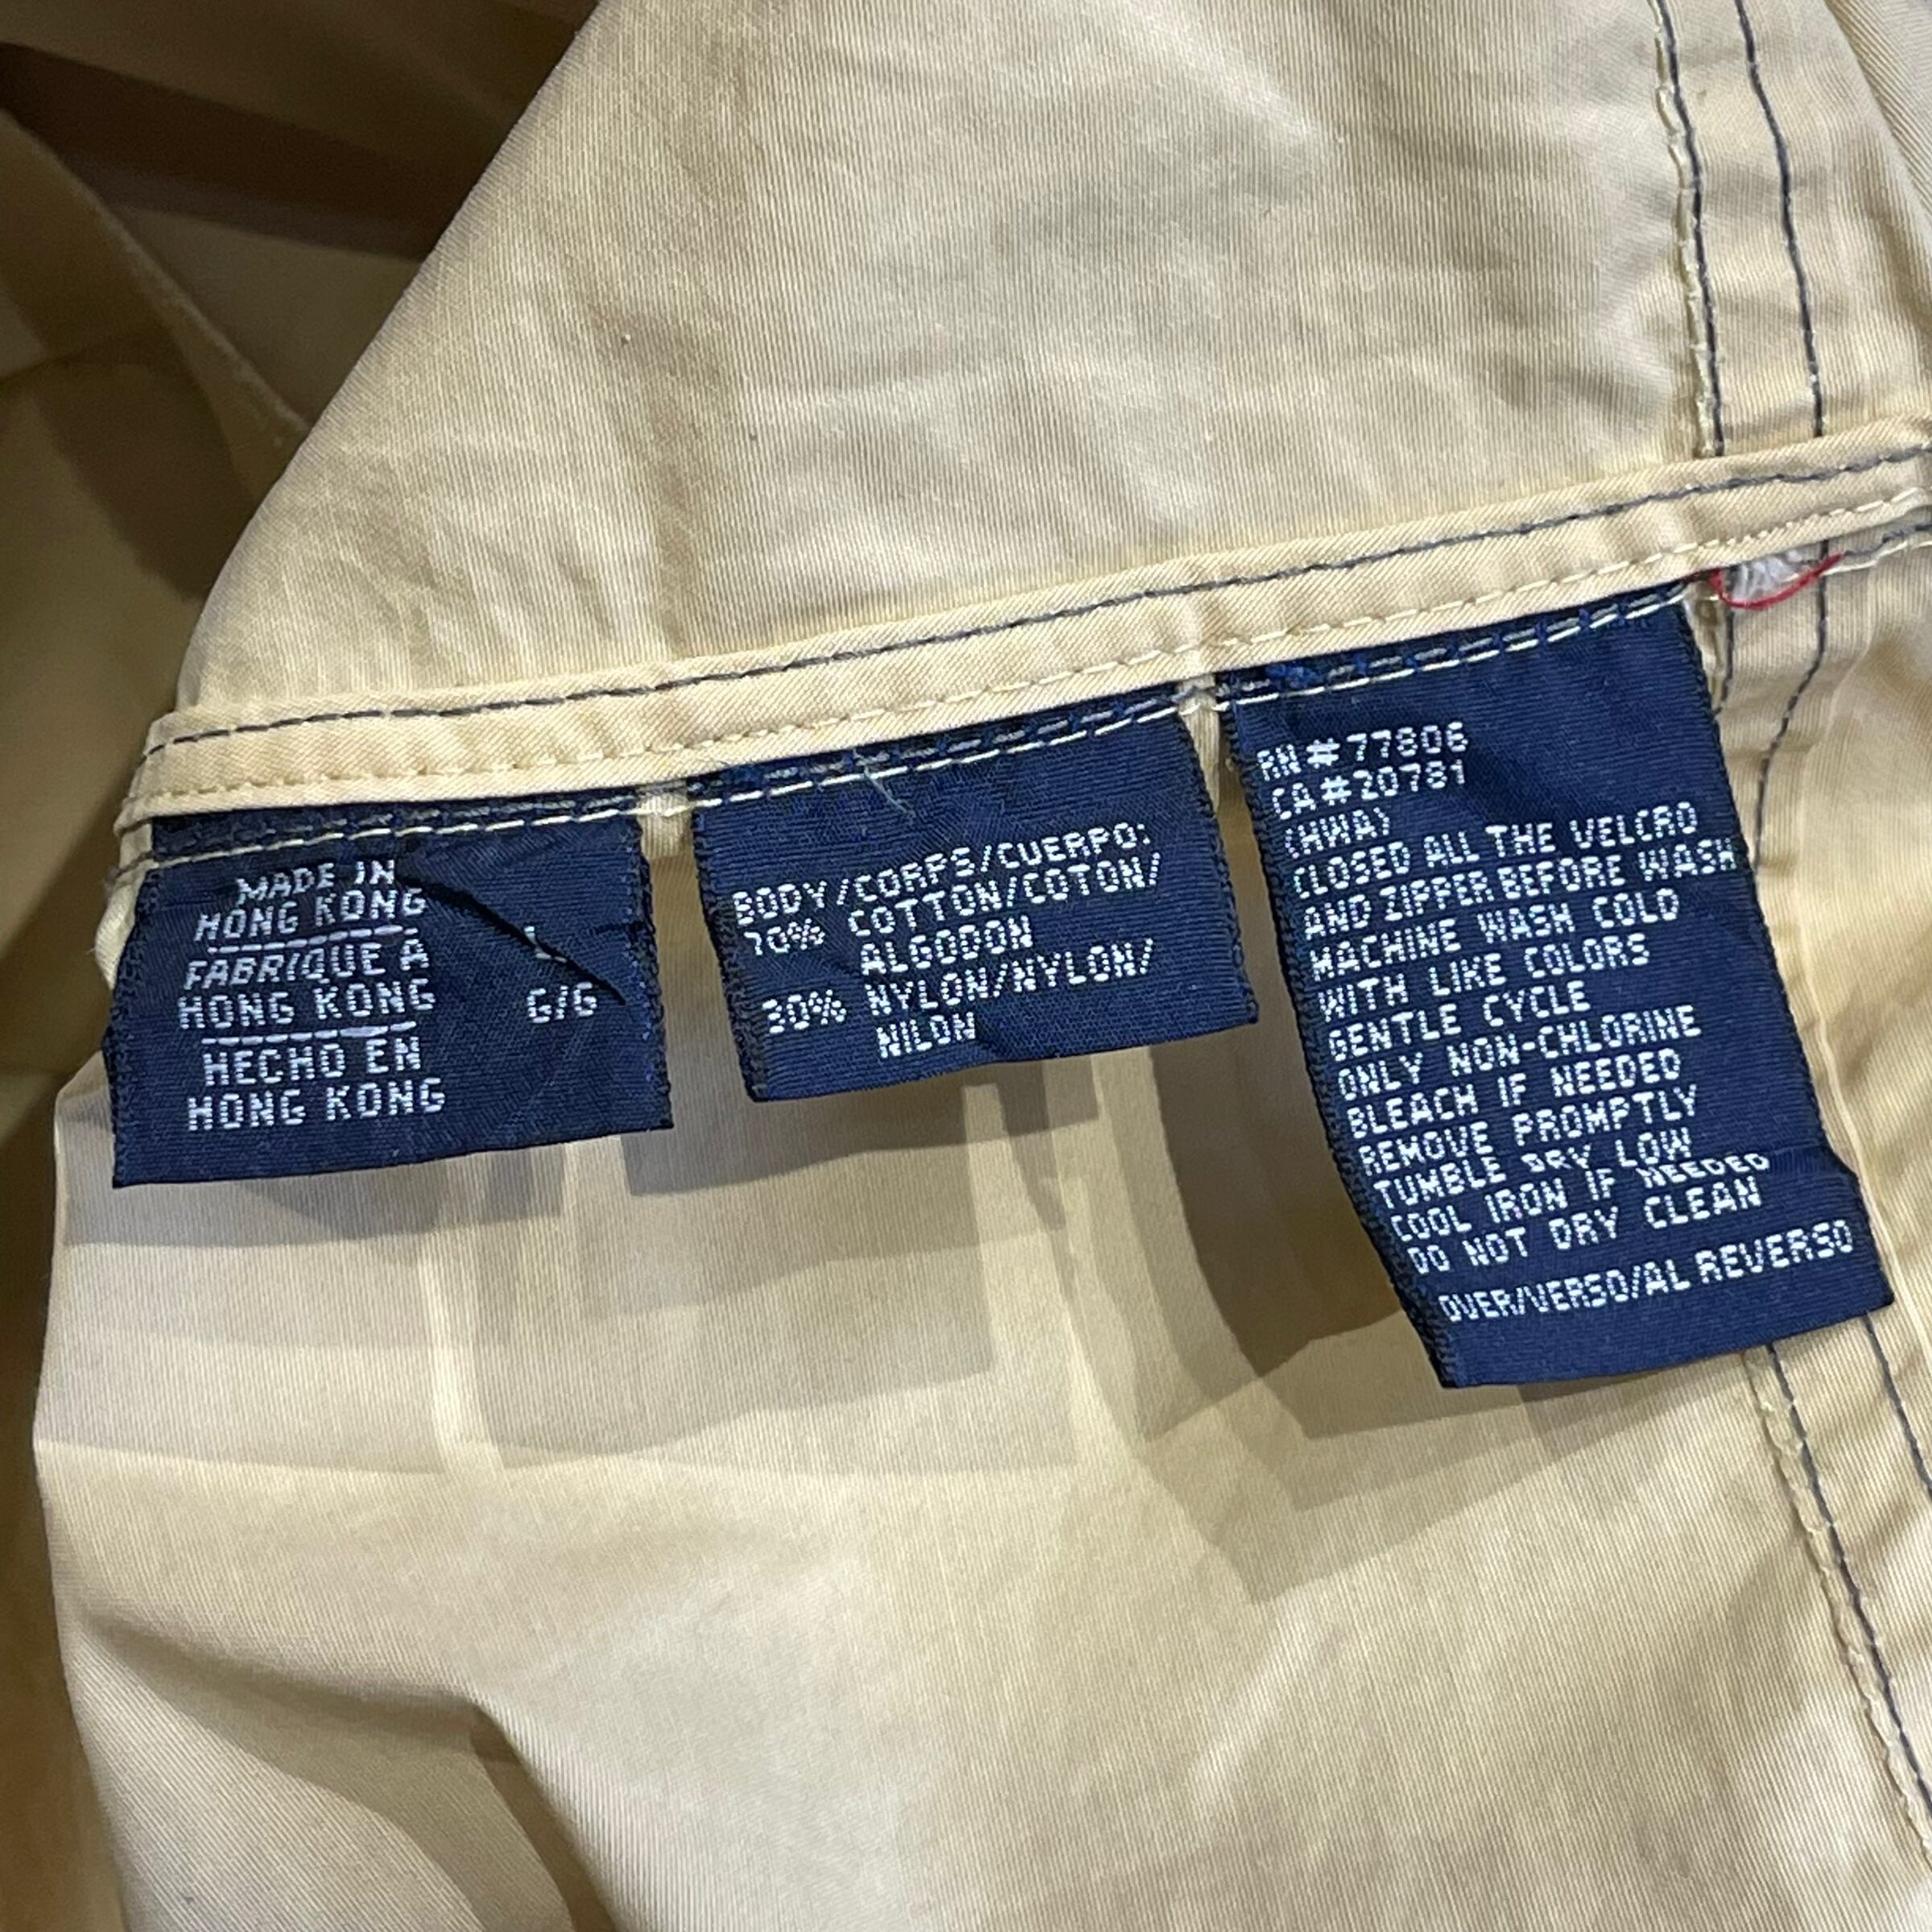 MADE IN
HONG KONG
FABRIQUE A
HONG KONG
HECHO EN
HONG KONG
L
G/G
BODY/CORPS/CUERPO:
70% COTTON/COTON/
ALGODON
30% NYLON/NYLON/
NILON
RN#77806
CA#20781
(HWA)
CLOSED ALL THE VELCRO
AND ZIPPER BEFORE WASH
MACHINE WASH COLD
WITH LIKE COLORS
GENTLE CYCLE
ONLY NON-CHLORINE
BLEACH IF NEEDED
REMOVE PROMPTLY
TUMBLE DRY LOW
COOL IRON IF NEEDED
DO NOT DRY CLEAN
OVER/VERSO/AL REVERSO